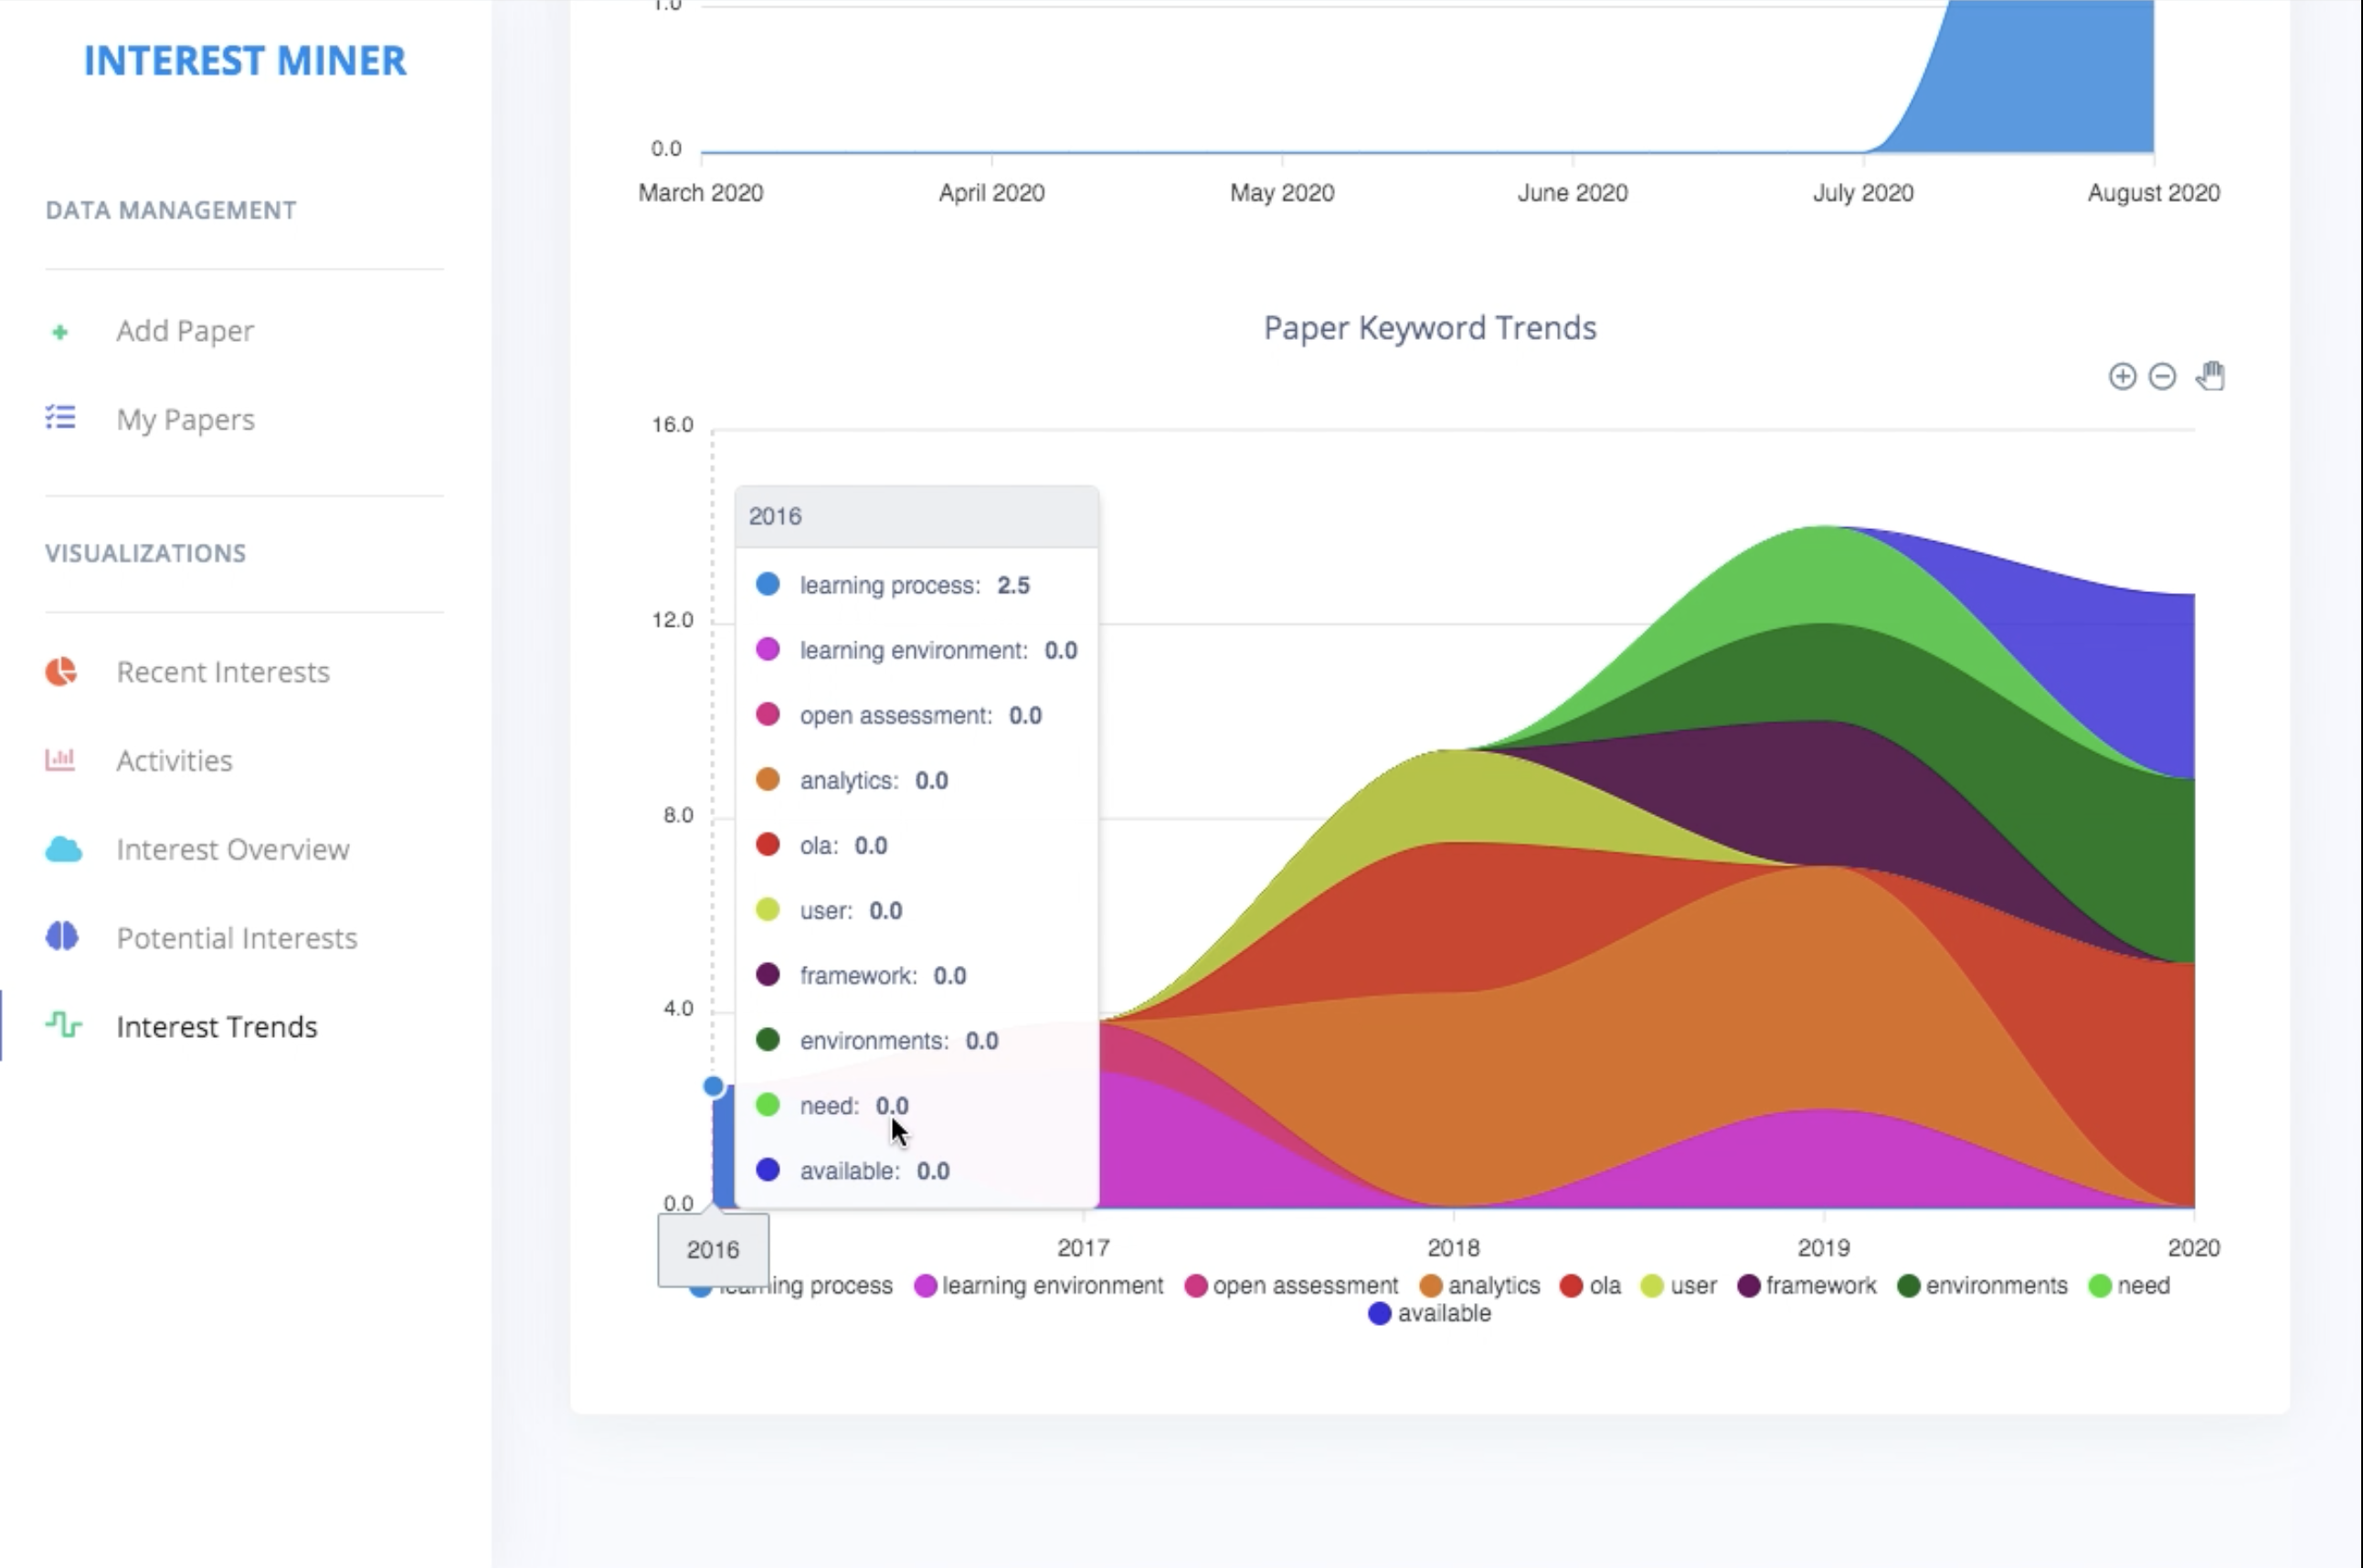 INTEREST MINER
DATA MANAGEMENT
Add Paper
My Papers
VISUALIZATIONS
Recent Interests
Activities
Interest Overview
Potential Interests
Interest Trends
1.0
0.0
March 2020 April 2020 May 2020 June 2020 July 2020 August 2020
Paper Keyword Trends
16.0
12.0
8.0
4.0
0.0
2016
learning process: 2.5
learning environment: 0.0
open assessment: 0.0
analytics: 0.0
ola: 0.0
user: 0.0
framework: 0.0
environments: 0.0
need: 0.0
available: 0.0
2016 2017 2018 2019 2020
learning process learning environment open assessment analytics ola user framework environments need
available